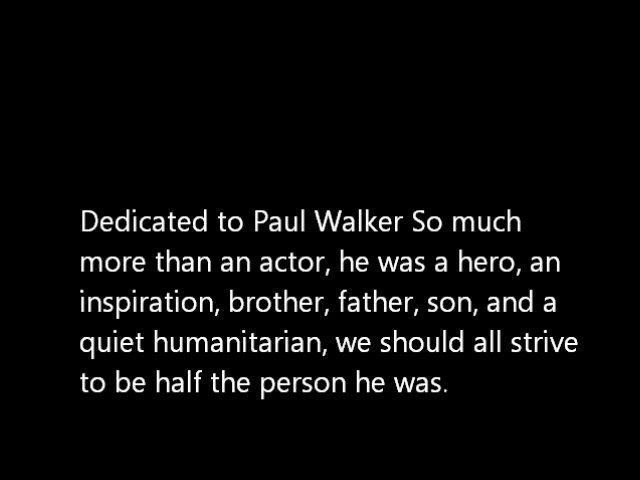 Dedicated to Paul Walker So much
more than an actor, he was a hero, an
inspiration, brother, father, son, and a
quiet humanitarian, we should all strive
to be half the person he was.